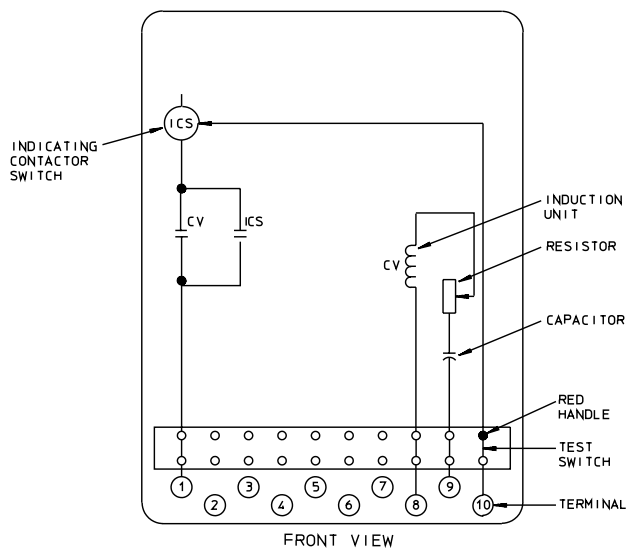 ICS
INDICATING
CONTACTOR
SWITCH
CV
ICS
INDUCTION
UNIT
CV
RESISTOR
CAPACITOR
RED
HANDLE
TEST
SWITCH
1
2
3
4
5
6
7
8
9
10
TERMINAL
FRONT VIEW